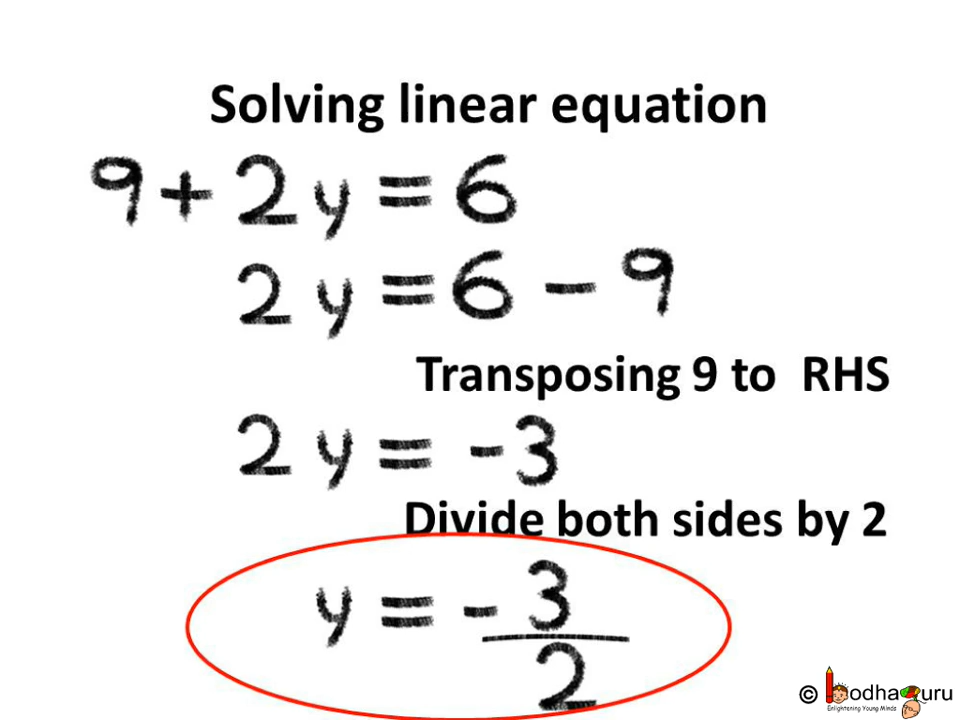 Solving linear equation
9 + 2y = 6
2y = 6 - 9
Transposing 9 to RHS
2y = -3
Divide both sides by 2
y = -3/2
© BodhaGuru
Enlightening Young Minds